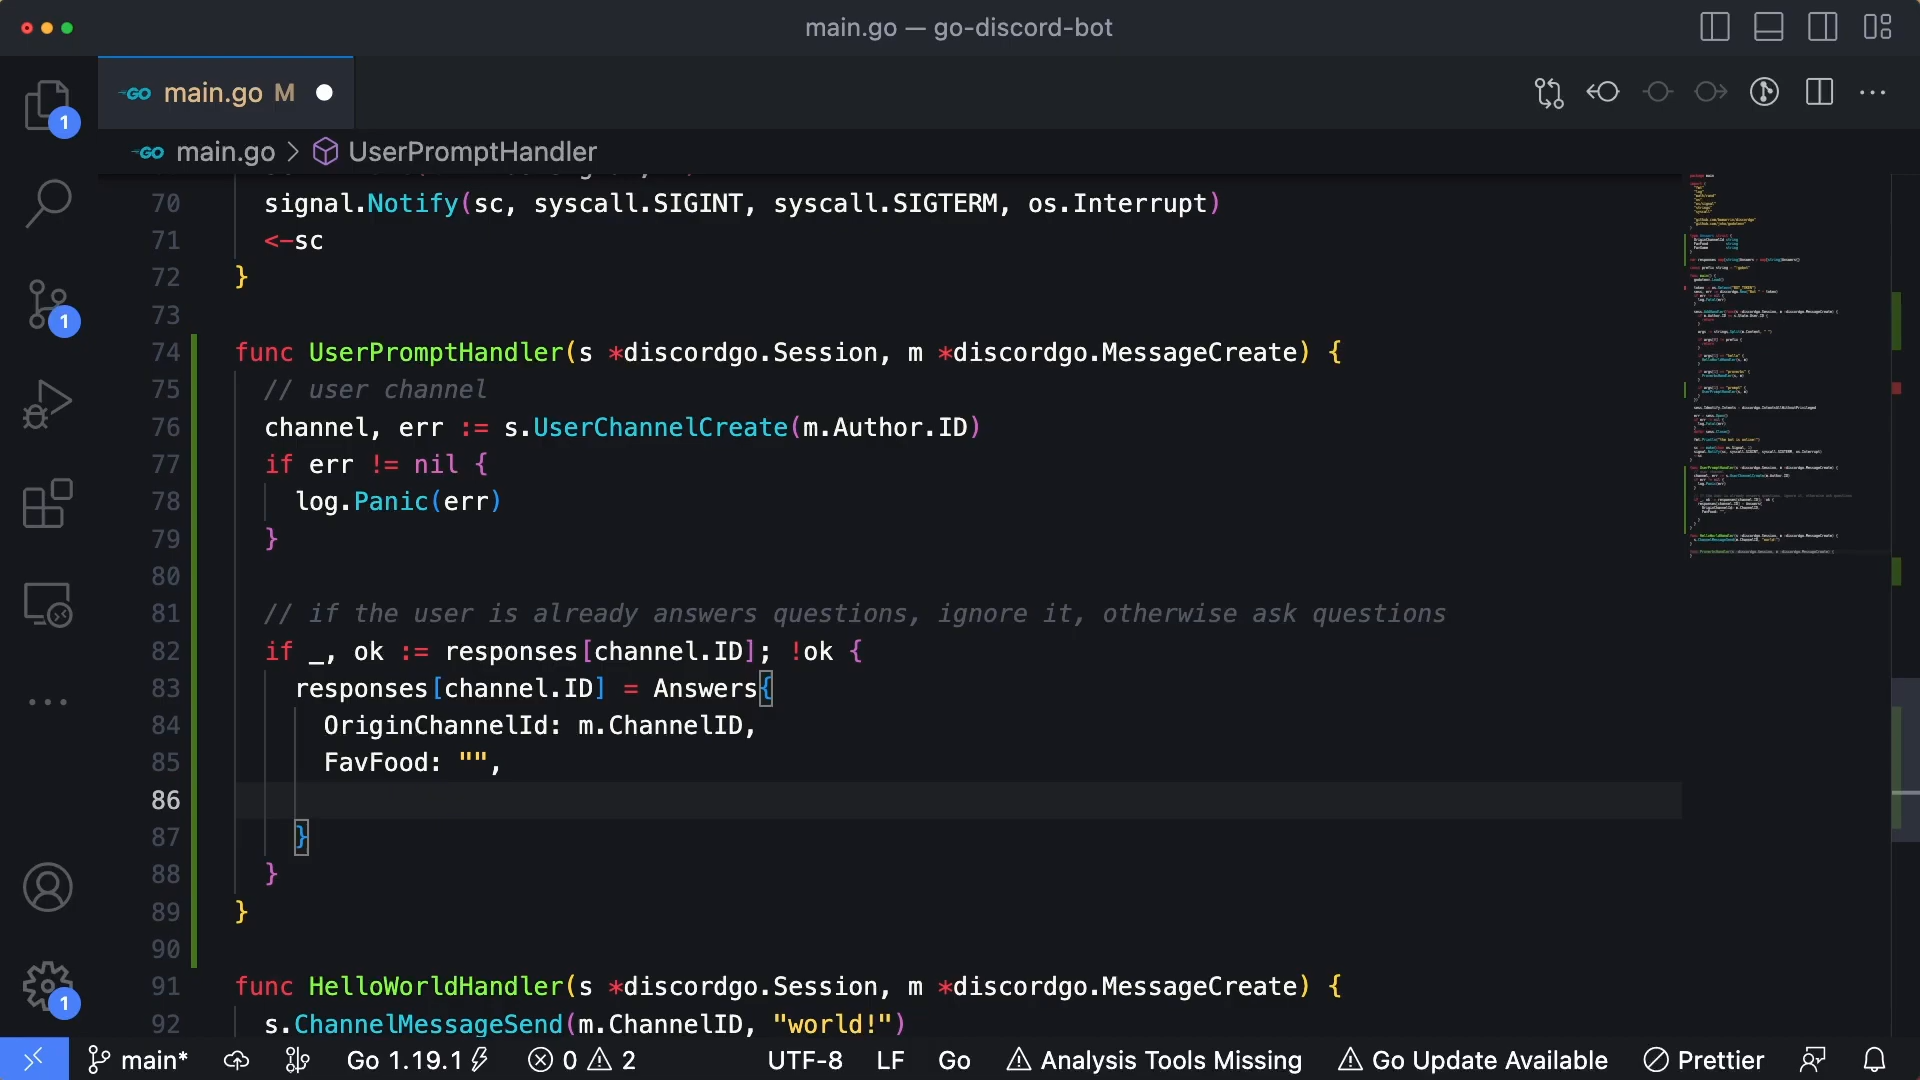 main.go — go-discord-bot
GO main.go M
GO main.go > UserPromptHandler
70 signal.Notify(sc, syscall.SIGINT, syscall.SIGTERM, os.Interrupt)
71 <-sc
72 }
73
74 func UserPromptHandler(s *discordgo.Session, m *discordgo.MessageCreate) {
75 // user channel
76 channel, err := s.UserChannelCreate(m.Author.ID)
77 if err != nil {
78 log.Panic(err)
79 }
80
81 // if the user is already answers questions, ignore it, otherwise ask questions
82 if _, ok := responses[channel.ID]; !ok {
83 responses[channel.ID] = Answers{
84 OriginChannelId: m.ChannelID,
85 FavFood: "",
86
87 }
88 }
89 }
90
91 func HelloWorldHandler(s *discordgo.Session, m *discordgo.MessageCreate) {
92 s.ChannelMessageSend(m.ChannelID, "world!")
1
1
1
main* Go 1.19.1 0 2 UTF-8 LF Go Analysis Tools Missing Go Update Available Prettier